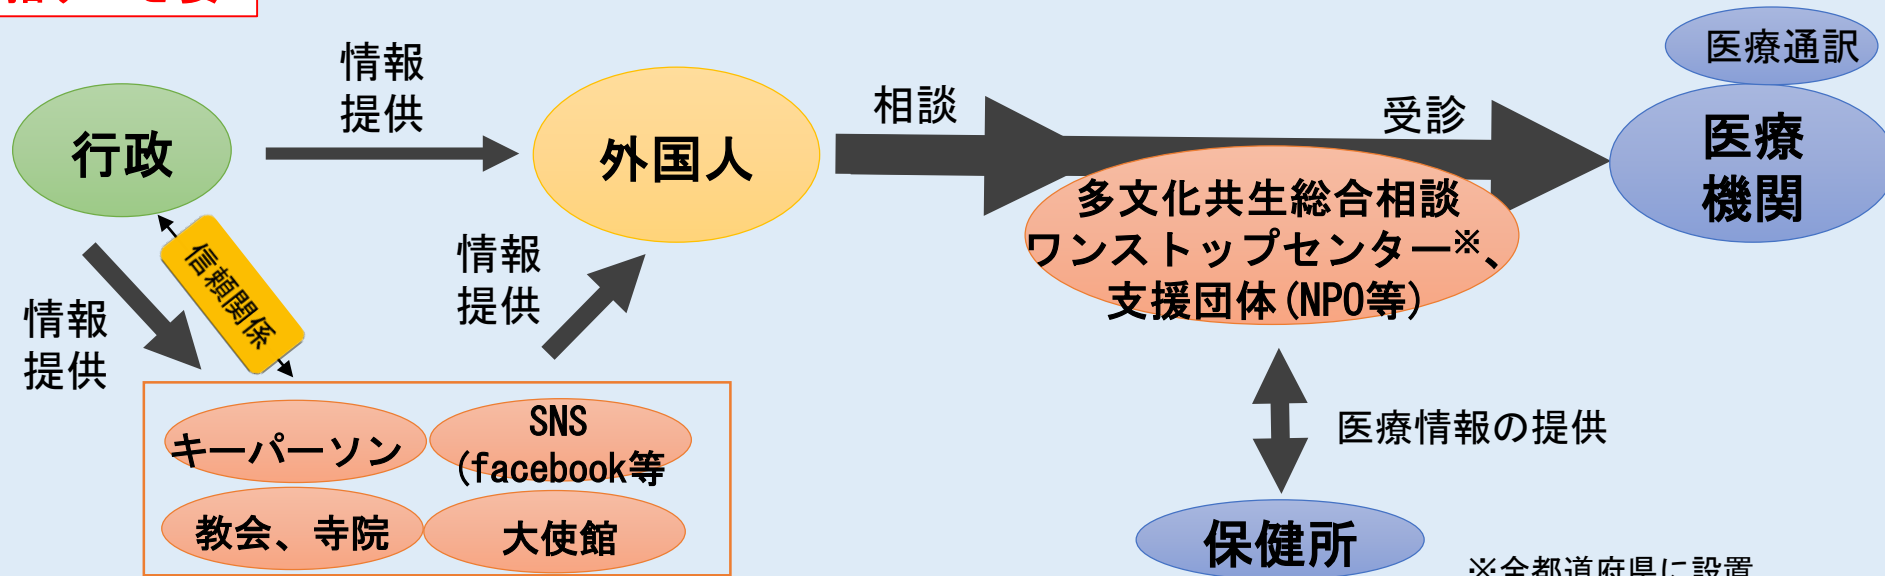 情報
提供
行政
外国人
相談
受診
医療通訳
医療
機関
多文化共生総合相談
ワンストップセンター※、
支援団体(NPO等)
信頼関係
情報
提供
情報
提供
キーパーソン
SNS
(facebook等
教会、寺院
大使館
医療情報の提供
保健所
※全都道府県に設置